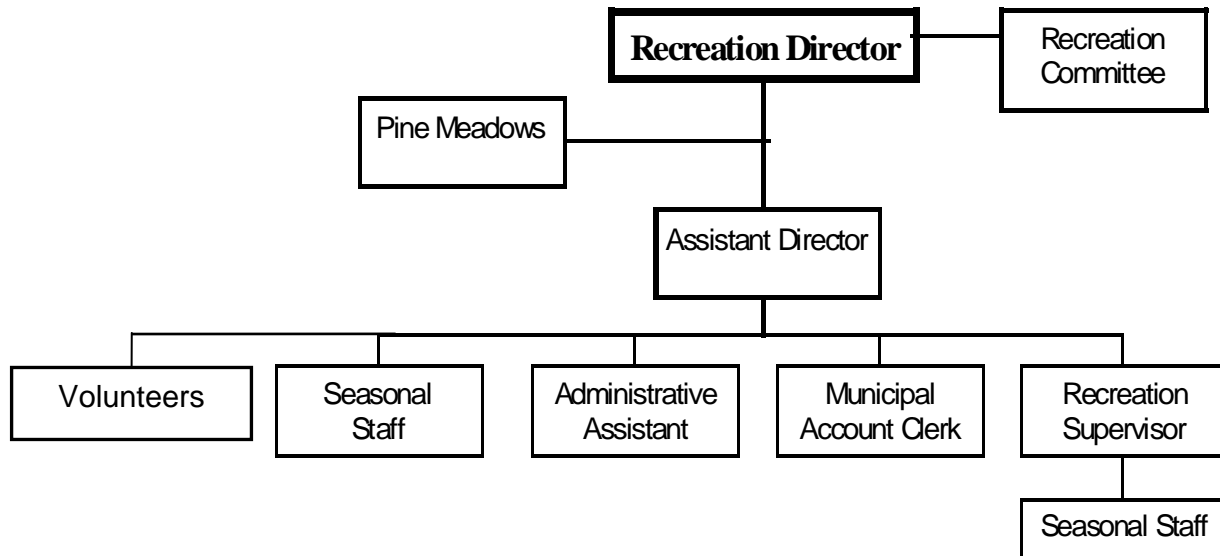 Recreation Director
Recreation
Committee
Pine Meadows
Assistant Director
Volunteers
Seasonal
Staff
Administrative
Assistant
Municipal
Account Clerk
Recreation
Supervisor
Seasonal Staff